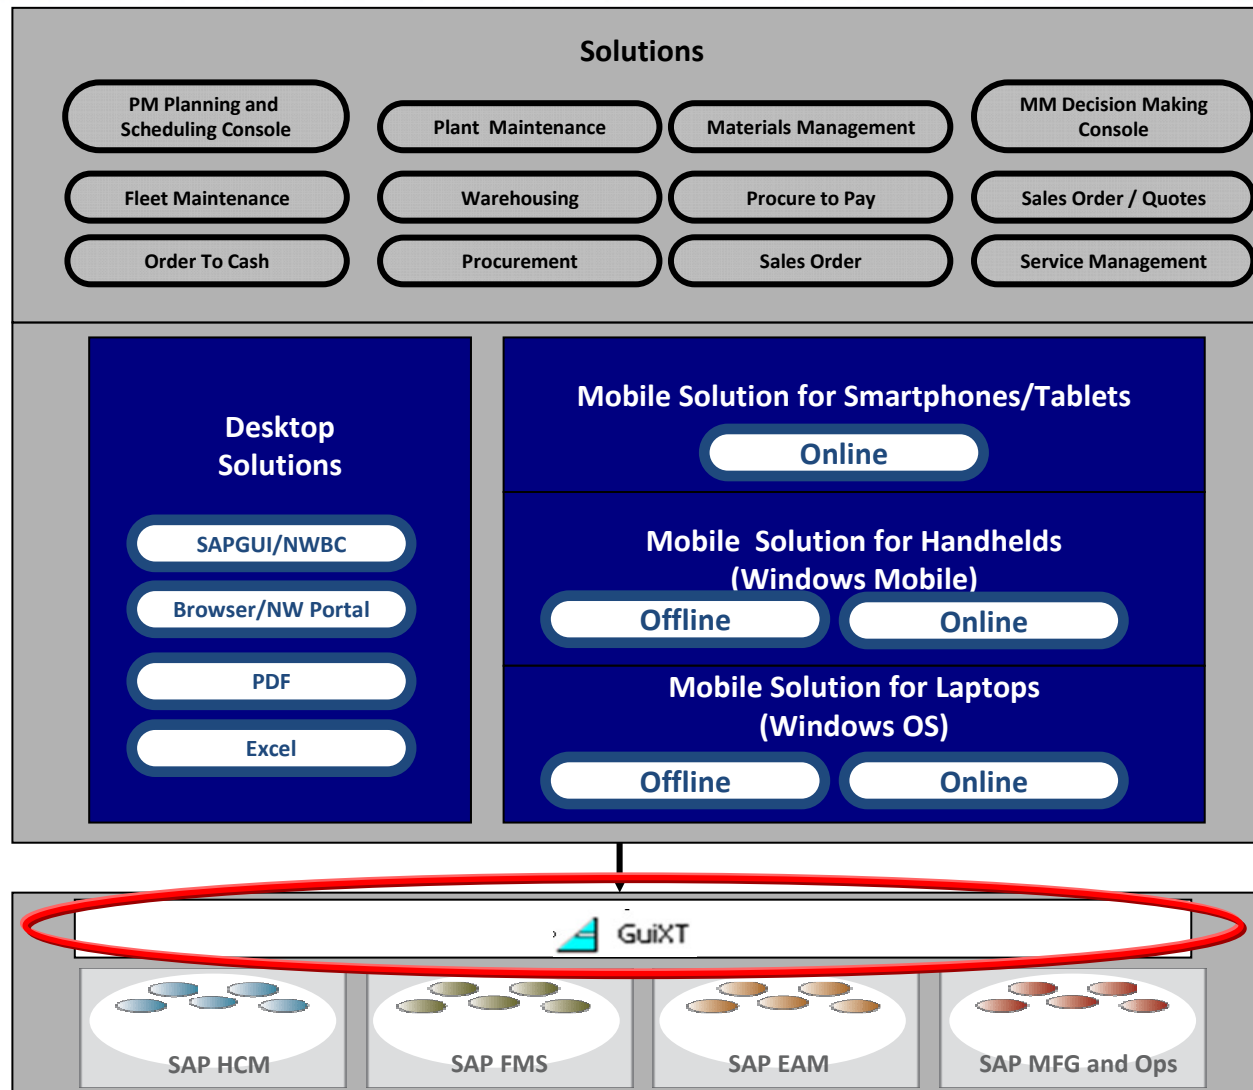 Solutions
PM Planning and
Scheduling Console
Plant  Maintenance
Materials Management
MM Decision Making
Console
Fleet Maintenance
Warehousing
Procure to Pay
Sales Order / Quotes
Order To Cash
Procurement
Sales Order
Service Management
Desktop
Solutions
SAPGUI/NWBC
Browser/NW Portal
PDF
Excel
Mobile Solution for Smartphones/Tablets
Online
Mobile  Solution for Handhelds
(Windows Mobile)
Offline
Online
Mobile Solution for Laptops
(Windows OS)
Offline
Online
GuiXT
SAP HCM
SAP FMS
SAP EAM
SAP MFG and Ops